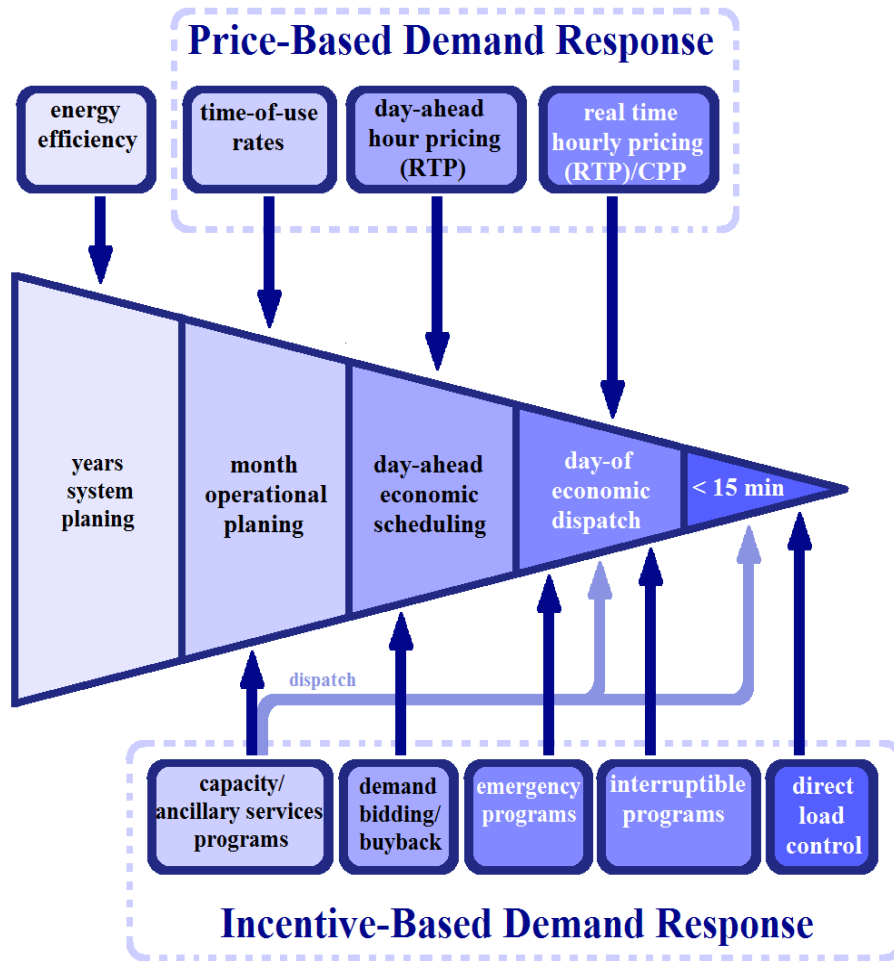 Price-Based Demand Response
energy
efficiency
time-of-use
rates
day-ahead
hour pricing
(RTP)
real time
hourly pricing
(RTP)/CPP
years
system
planing
month
operational
planing
day-ahead
economic
scheduling
day-of
economic
dispatch
< 15 min
dispatch
capacity/
ancillary services
programs
demand
bidding/
buyback
emergency
programs
interruptible
programs
direct
load
control
Incentive-Based Demand Response